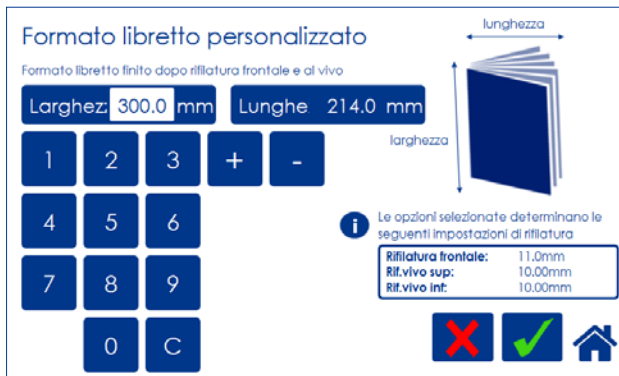 Formato libretto personalizzato
Formato libretto finito dopo rifilatura frontale e al vivo
Larghez: 300.0 mm
Lunghe 214.0 mm
1 2 3 + -
4 5 6
7 8 9
0 C
lunghezza
larghezza
i
Le opzioni selezionate determinano le
seguenti impostazioni di rifilatura
Rifilatura frontale: 11.0mm
Rif.vivo sup: 10.00mm
Rif.vivo inf: 10.00mm